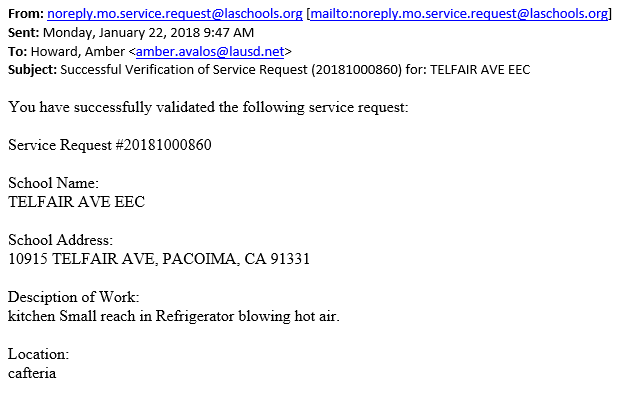 From: noreply.mo.service.request@laschools.org [mailto:noreply.mo.service.request@laschools.org]
Sent: Monday, January 22, 2018 9:47 AM
To: Howard, Amber <amber.avalos@lausd.net>
Subject: Successful Verification of Service Request (20181000860) for: TELFAIR AVE EEC
You have successfully validated the following service request:
Service Request #20181000860
School Name:
TELFAIR AVE EEC
School Address:
10915 TELFAIR AVE, PACOIMA, CA 91331
Desciption of Work:
kitchen Small reach in Refrigerator blowing hot air.
Location:
cafteria